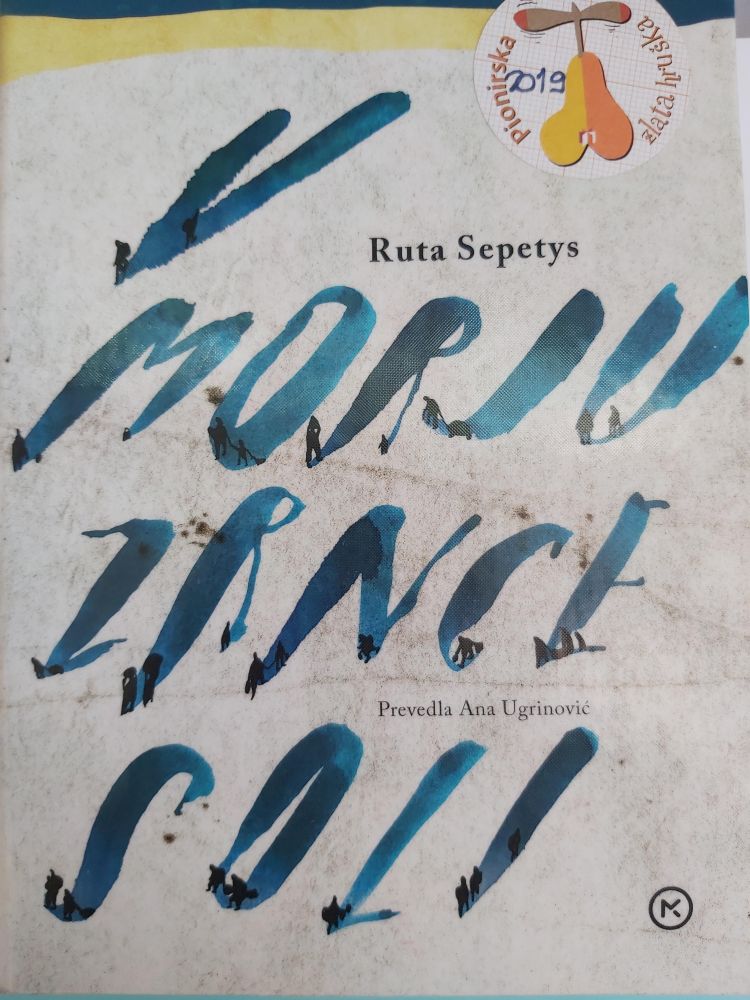 Pionirska
2019
zlata hruška
V
Ruta Sepetys
MORJU
ZRNCE
Prevedla Ana Ugrinović
SOLI